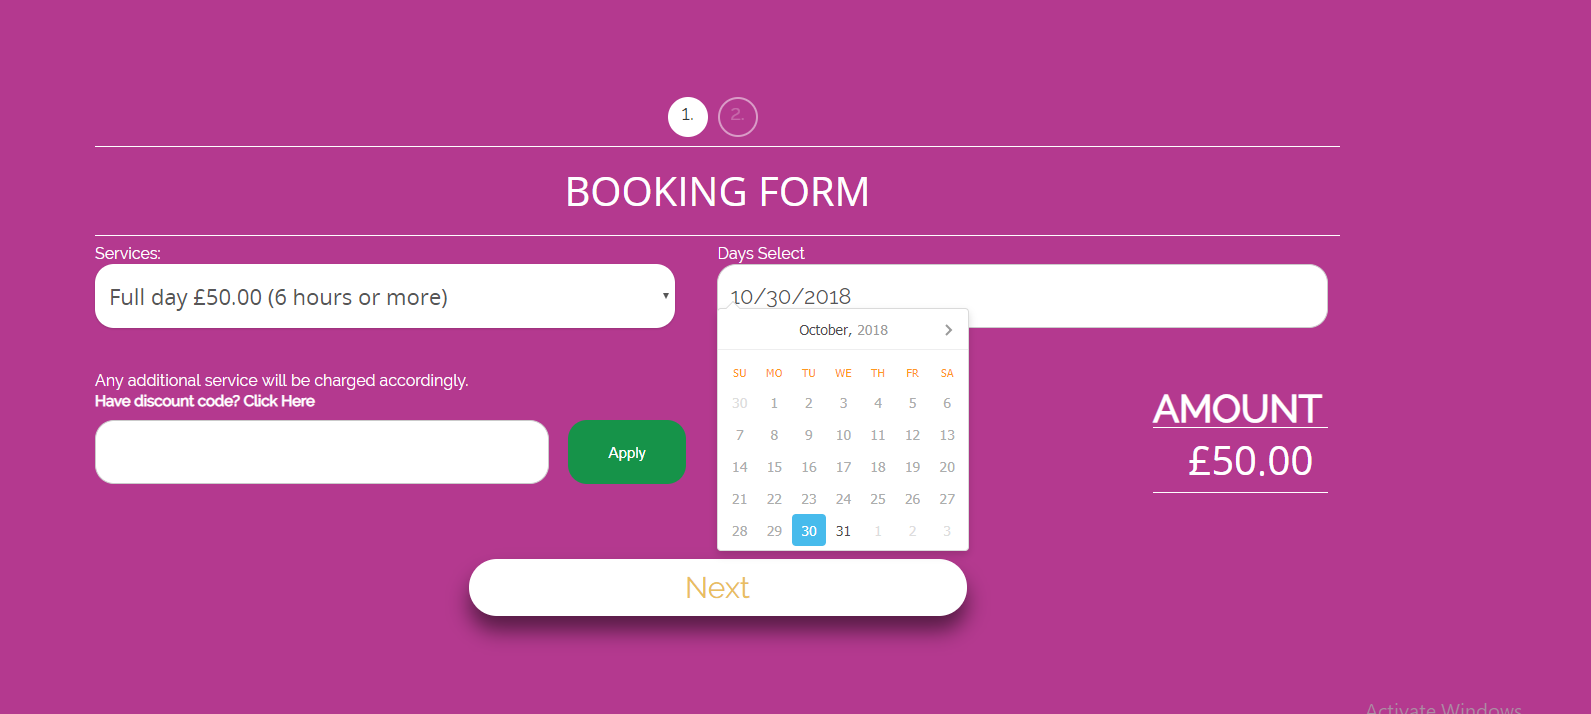 1. 2.
BOOKING FORM
Services:
Full day £50.00 (6 hours or more)
Days Select
10/30/2018
October, 2018
SU MO TU WE TH FR SA
30 1 2 3 4 5 6
7 8 9 10 11 12 13
14 15 16 17 18 19 20
21 22 23 24 25 26 27
28 29 30 31 1 2 3
Any additional service will be charged accordingly.
Have discount code? Click Here
Apply
AMOUNT
£50.00
Next
Activate Windows